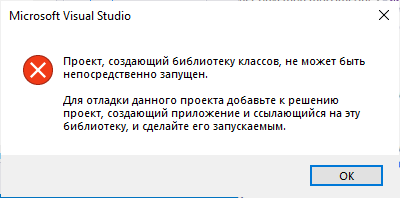 Microsoft Visual Studio
Проект, создающий библиотеку классов, не может быть
непосредственно запущен.
Для отладки данного проекта добавьте к решению
проект, создающий приложение и ссылающийся на эту
библиотеку, и сделайте его запускаемым.
OK